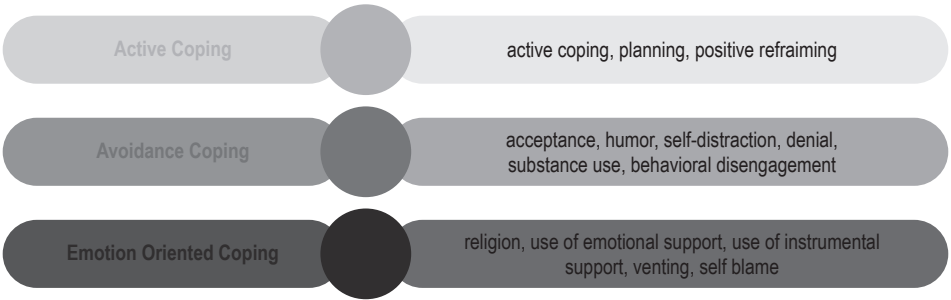 Active Coping
active coping, planning, positive refraiming
Avoidance Coping
acceptance, humor, self-distraction, denial,
substance use, behavioral disengagement
Emotion Oriented Coping
religion, use of emotional support, use of instrumental
support, venting, self blame